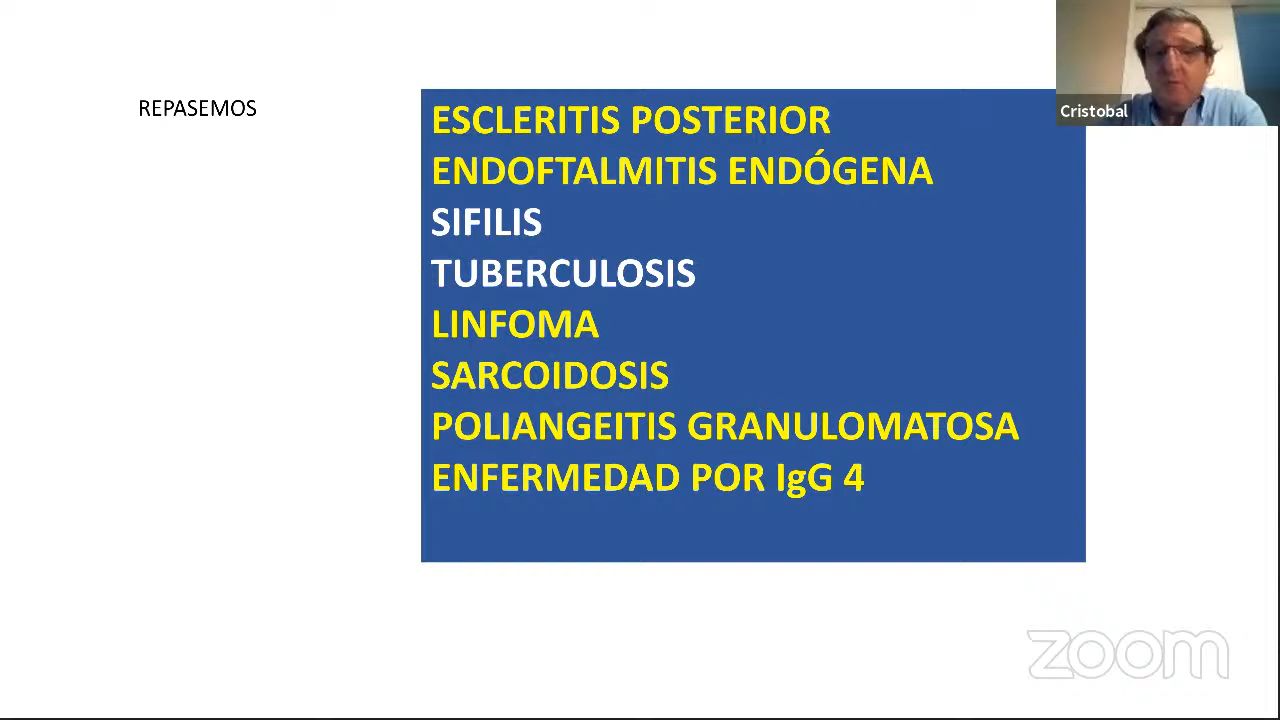 REPASEMOS
Cristobal
ESCLERITIS POSTERIOR
ENDOFTALMITIS ENDÓGENA
SIFILIS
TUBERCULOSIS
LINFOMA
SARCOIDOSIS
POLIANGEITIS GRANULOMATOSA
ENFERMEDAD POR IgG 4
zoom